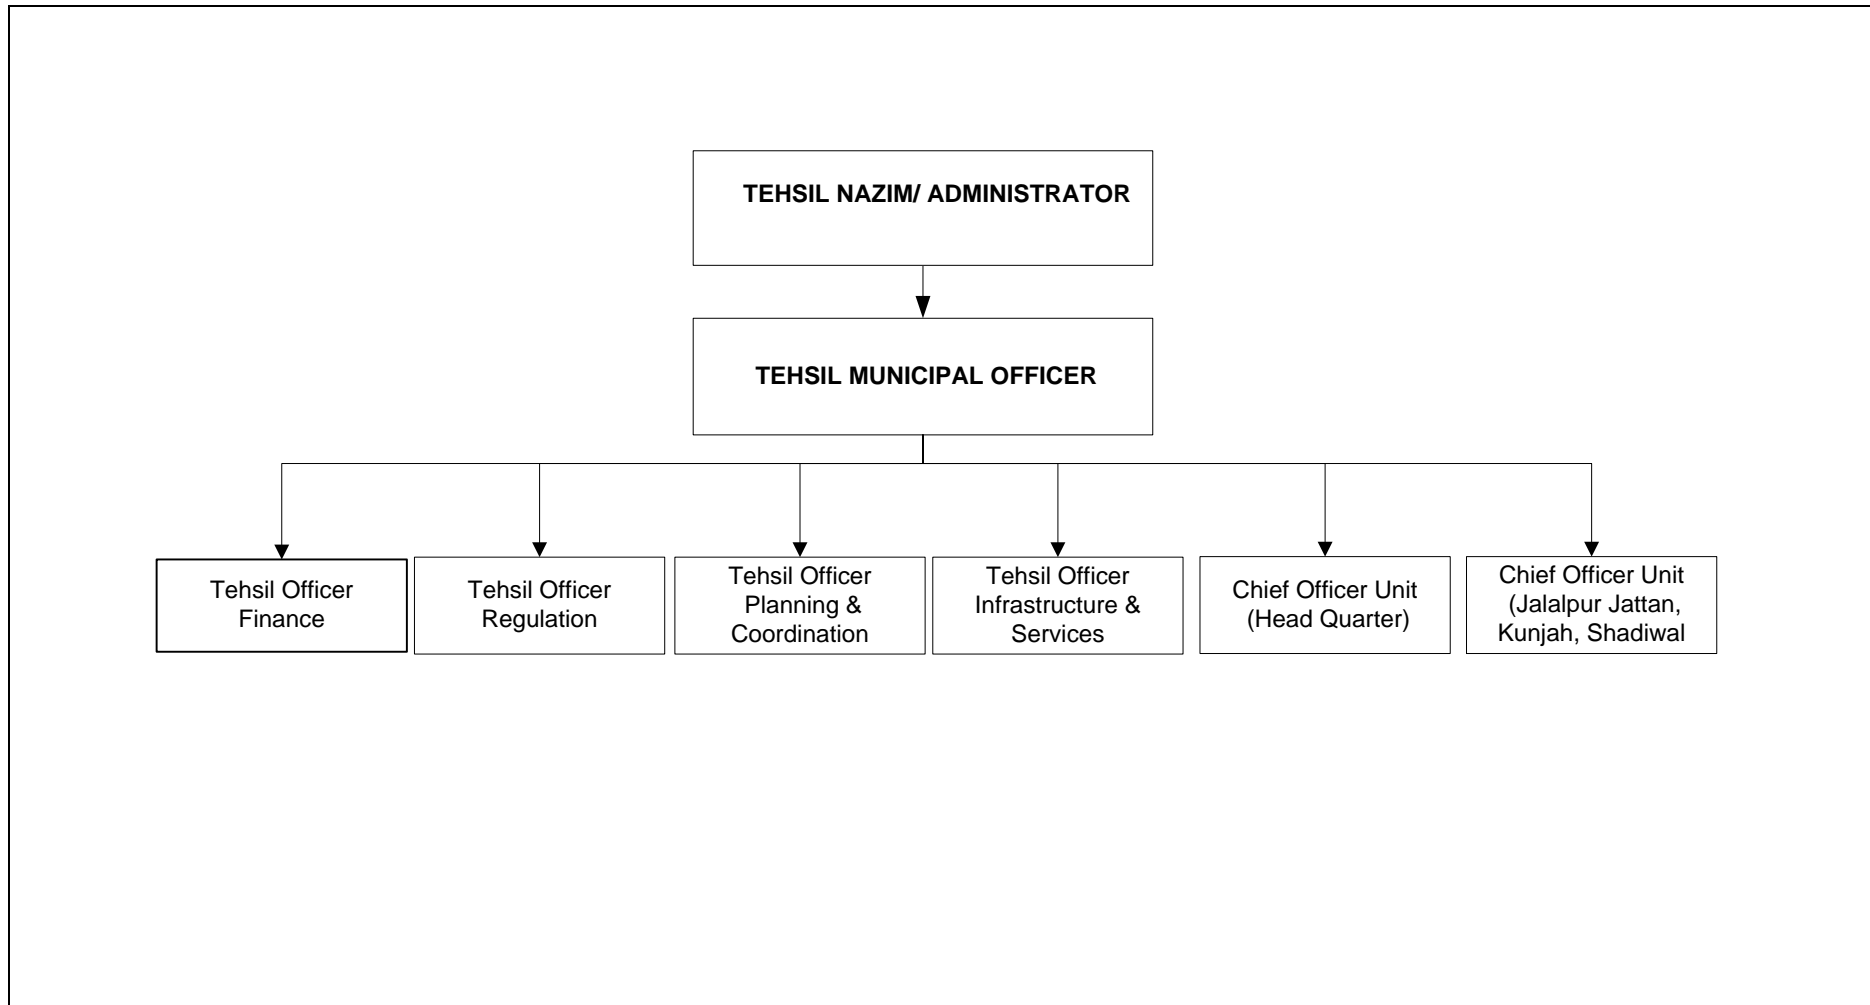 TEHSIL NAZIM/ ADMINISTRATOR
TEHSIL MUNICIPAL OFFICER
Tehsil Officer
Finance
Tehsil Officer
Regulation
Tehsil Officer
Planning &
Coordination
Tehsil Officer
Infrastructure &
Services
Chief Officer Unit
(Head Quarter)
Chief Officer Unit
(Jalalpur Jattan,
Kunjah, Shadiwal